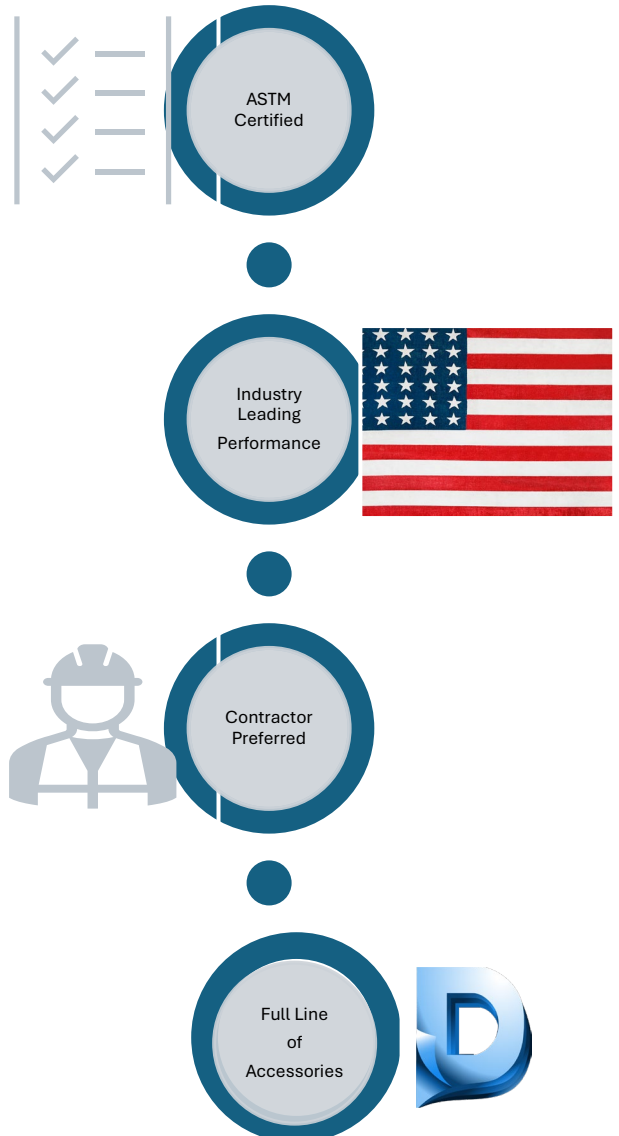 ASTM
Certified
Industry
Leading
Performance
Contractor
Preferred
Full Line
of
Accessories
D